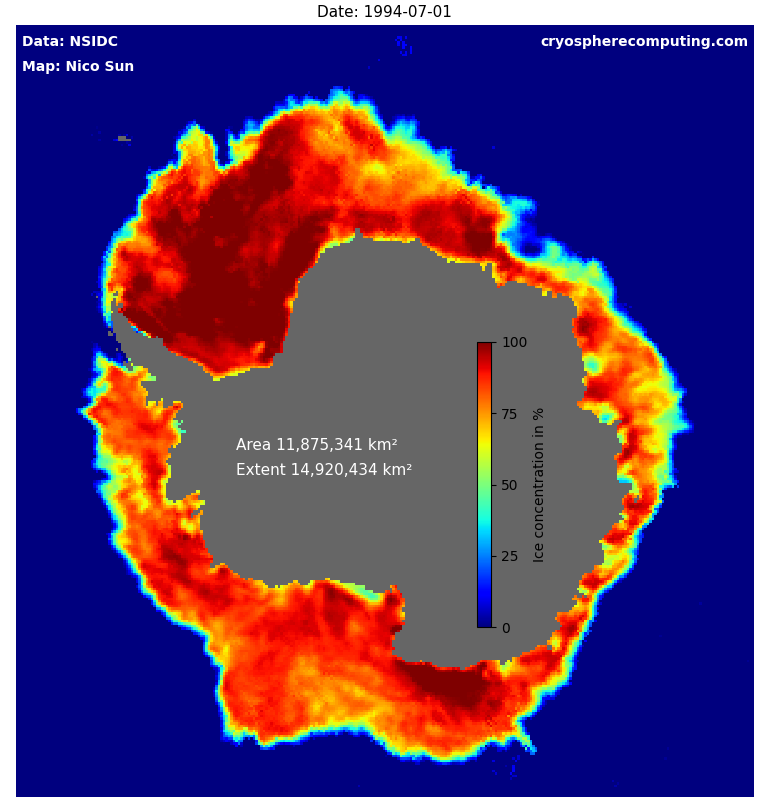 Date: 1994-07-01
Data: NSIDC
cryospherecomputing.com
Map: Nico Sun
Area 11,875,341 km²
Extent 14,920,434 km²
100
75
50
25
0
Ice concentration in %